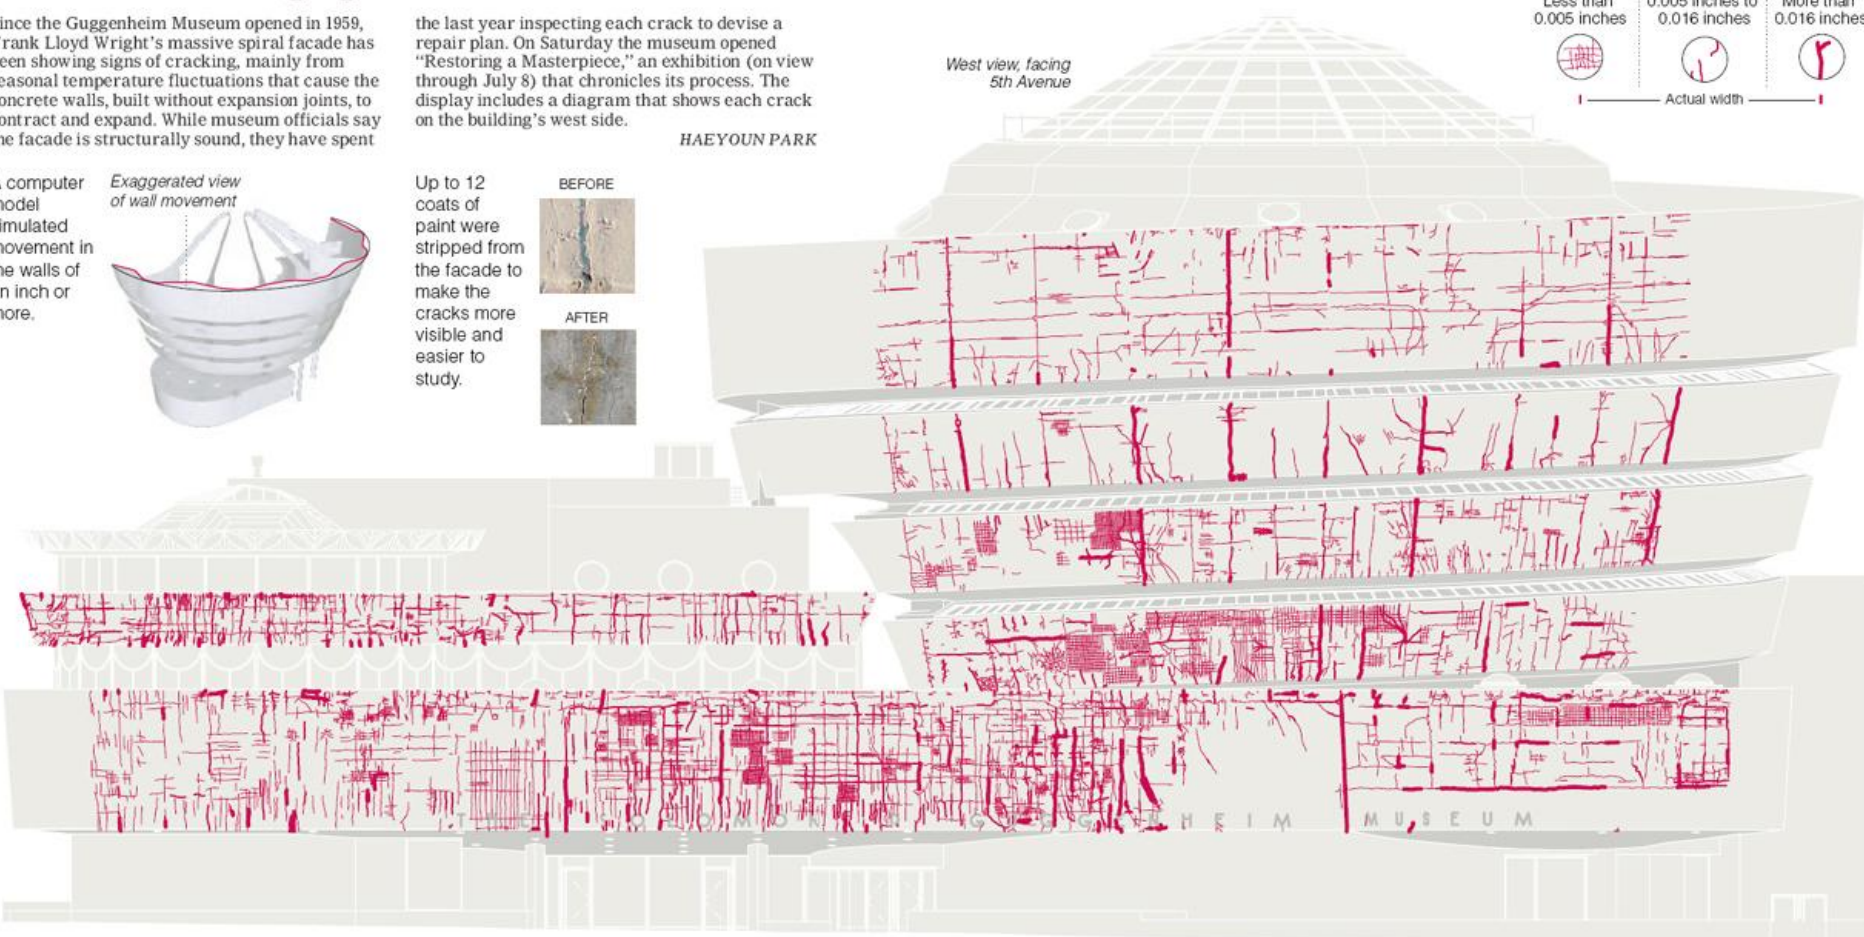 ince the Guggenheim Museum opened in 1959,
rank Lloyd Wright's massive spiral facade has
een showing signs of cracking, mainly from
easonal temperature fluctuations that cause the
oncrete walls, built without expansion joints, to
ontract and expand. While museum officials say
he facade is structurally sound, they have spent
the last year inspecting each crack to devise a
repair plan. On Saturday the museum opened
“Restoring a Masterpiece,” an exhibition (on view
through July 8) that chronicles its process. The
display includes a diagram that shows each crack
on the building's west side.
HAEYOUN PARK
computer
odel
imulated
ovement in
he walls of
n inch or
ore.
Exaggerated view
of wall movement
Up to 12
coats of
paint were
stripped from
the facade to
make the
cracks more
visible and
easier to
study.
BEFORE
AFTER
West view, facing
5th Avenue
Less than
0.005 inches
0.005 inches to
0.016 inches
More than
0.016 inches
Actual width
THE SOLOMON R GUGGENHEIM MUSEUM